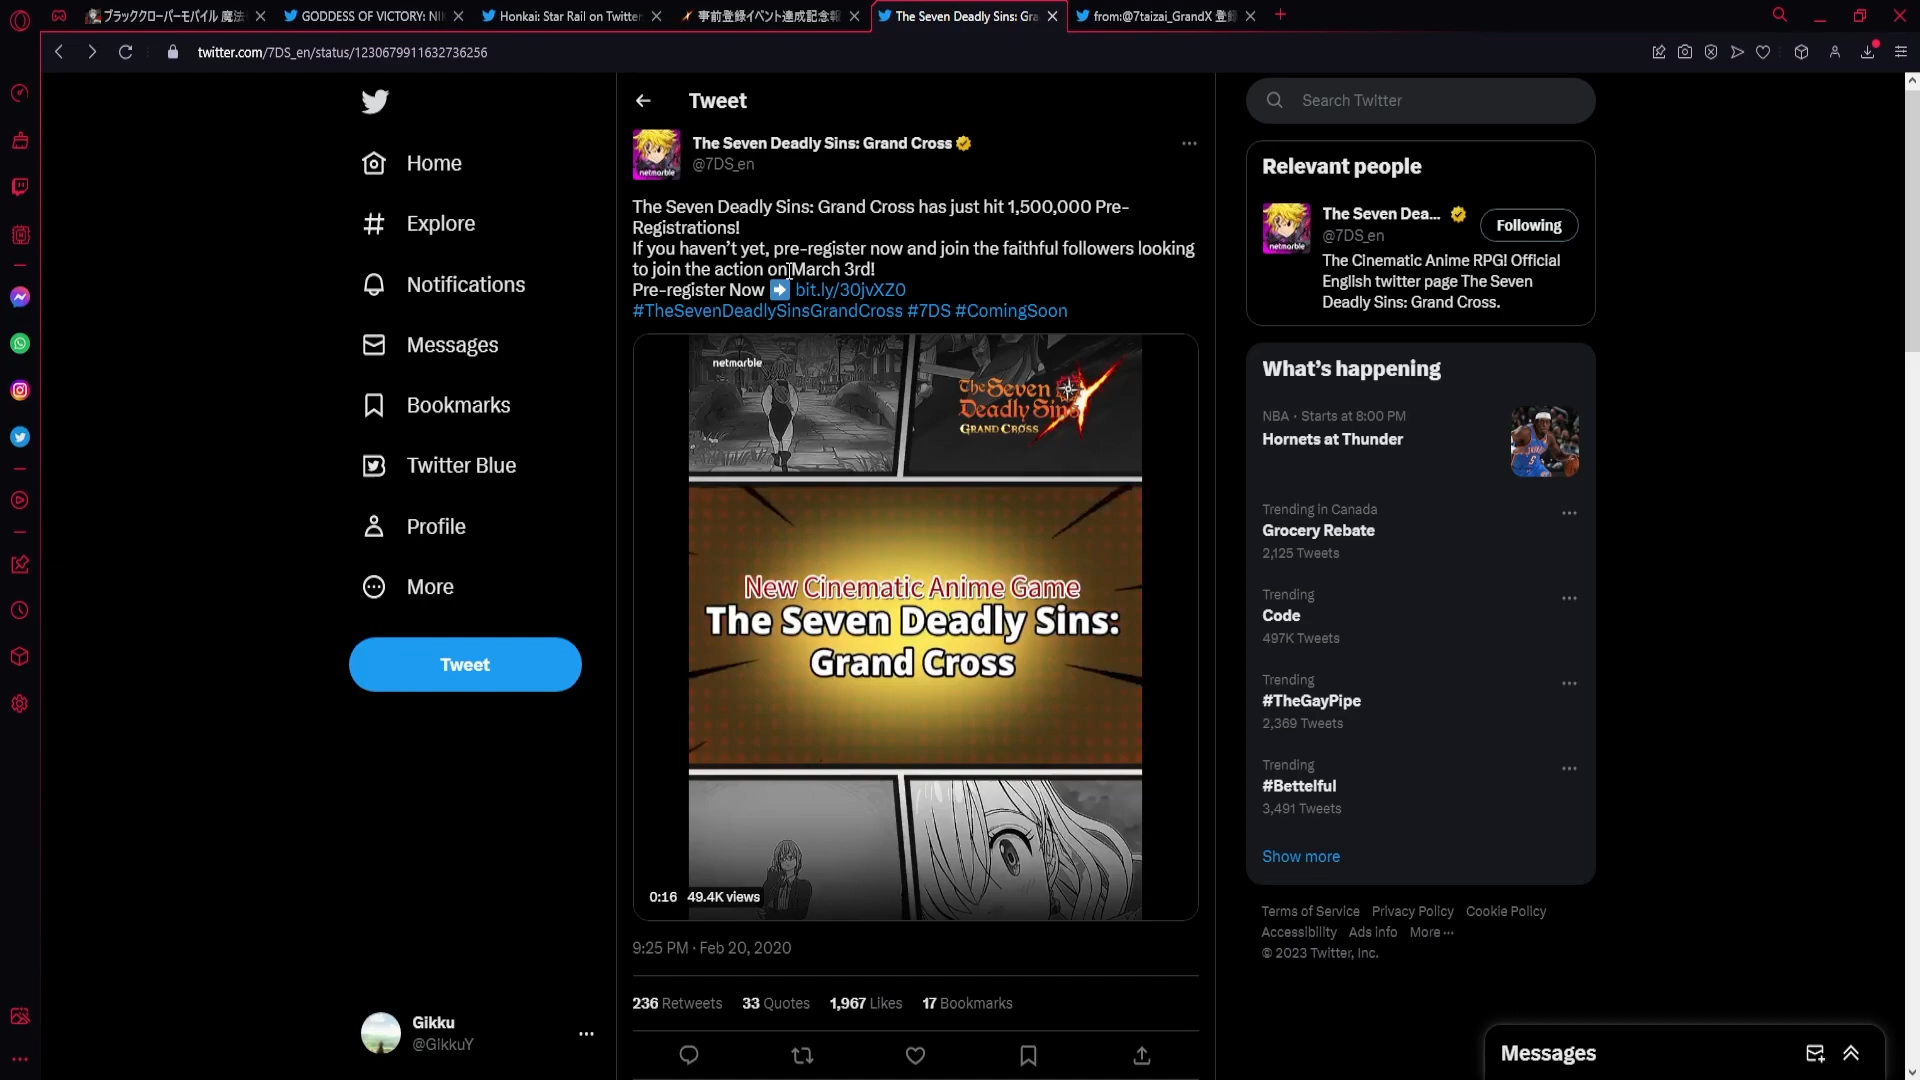 ブラッククローバーモバイル 魔法
GODDESS OF VICTORY: NI
Honkai: Star Rail on Twitter
事前登録イベント達成記念報
The Seven Deadly Sins: Gra
from:@7taizai_GrandX 登録
twitter.com/7DS_en/status/1230679911632736256
Home
Explore
Notifications
Messages
Bookmarks
Twitter Blue
Profile
More
Tweet
Gikku
@GikkuY
Tweet
The Seven Deadly Sins: Grand Cross
@7DS_en
The Seven Deadly Sins: Grand Cross has just hit 1,500,000 Pre-
Registrations!
If you haven't yet, pre-register now and join the faithful followers looking
to join the action on March 3rd!
Pre-register Now ➡ bit.ly/30jvXZ0
#TheSevenDeadlySinsGrandCross #7DS #ComingSoon
netmarble
netmarble
The Seven
Deadly Sins
GRAND CROSS
New Cinematic Anime Game
The Seven Deadly Sins:
Grand Cross
0:16 49.4K views
9:25 PM · Feb 20, 2020
236 Retweets 33 Quotes 1,967 Likes 17 Bookmarks
Search Twitter
Relevant people
netmarble
The Seven Dea...
@7DS_en
Following
The Cinematic Anime RPG! Official
English twitter page The Seven
Deadly Sins: Grand Cross.
What's happening
NBA · Starts at 8:00 PM
Hornets at Thunder
Trending in Canada
Grocery Rebate
2,125 Tweets
Trending
Code
497K Tweets
Trending
#TheGayPipe
2,369 Tweets
Trending
#Bettelful
3,491 Tweets
Show more
Terms of Service Privacy Policy Cookie Policy
Accessibility Ads info More ···
© 2023 Twitter, Inc.
Messages